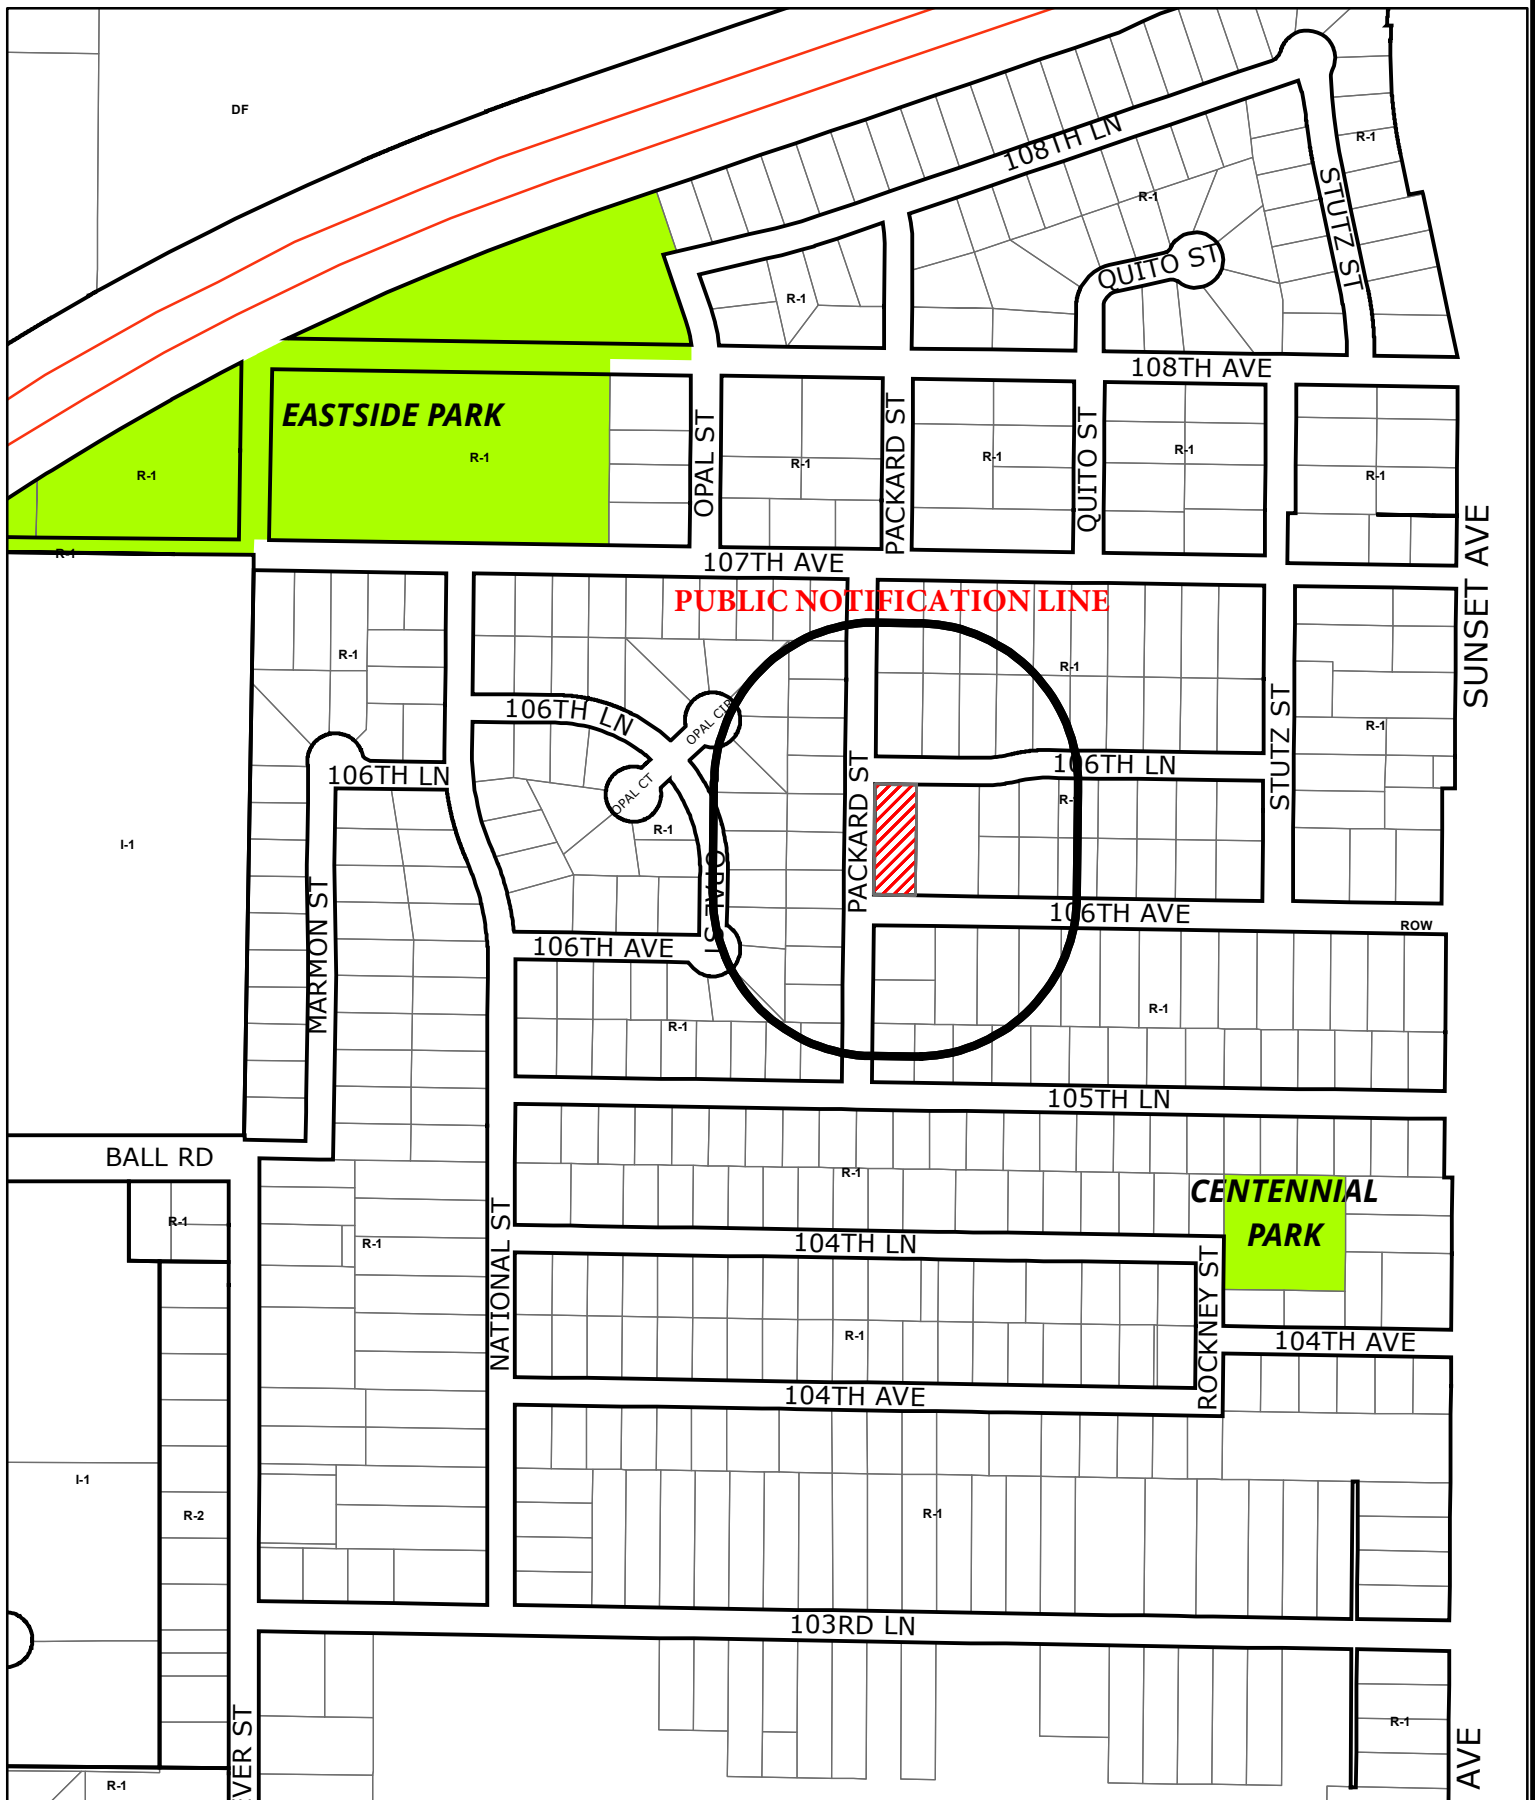 DF
108TH LN
R-1
STUTZ ST
R-1
QUITO ST
R-1
108TH AVE
EASTSIDE PARK
R-1
R-1
OPAL ST
R-1
PACKARD ST
R-1
QUITO ST
R-1
R-1
SUNSET AVE
R-1
107TH AVE
PUBLIC NOTIFICATION LINE
R-1
R-1
106TH LN
OPAL CIR
STUTZ ST
R-1
106TH LN
106TH LN
OPAL CT
R-1
R-1
PACKARD ST
OPAL ST
I-1
MARMON ST
106TH AVE
106TH AVE
ROW
R-1
R-1
105TH LN
BALL RD
R-1
CENTENNIAL
PARK
R-1
R-1
NATIONAL ST
104TH LN
ROCKNEY ST
R-1
104TH AVE
104TH AVE
I-1
R-2
R-1
103RD LN
VER ST
R-1
AVE
R-1